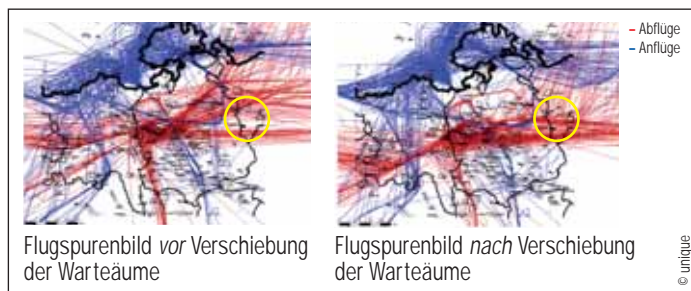 – Abflüge
– Anflüge
Flugspurenbild vor Verschiebung
der Warteäume
Flugspurenbild nach Verschiebung
der Warteäume
© unique